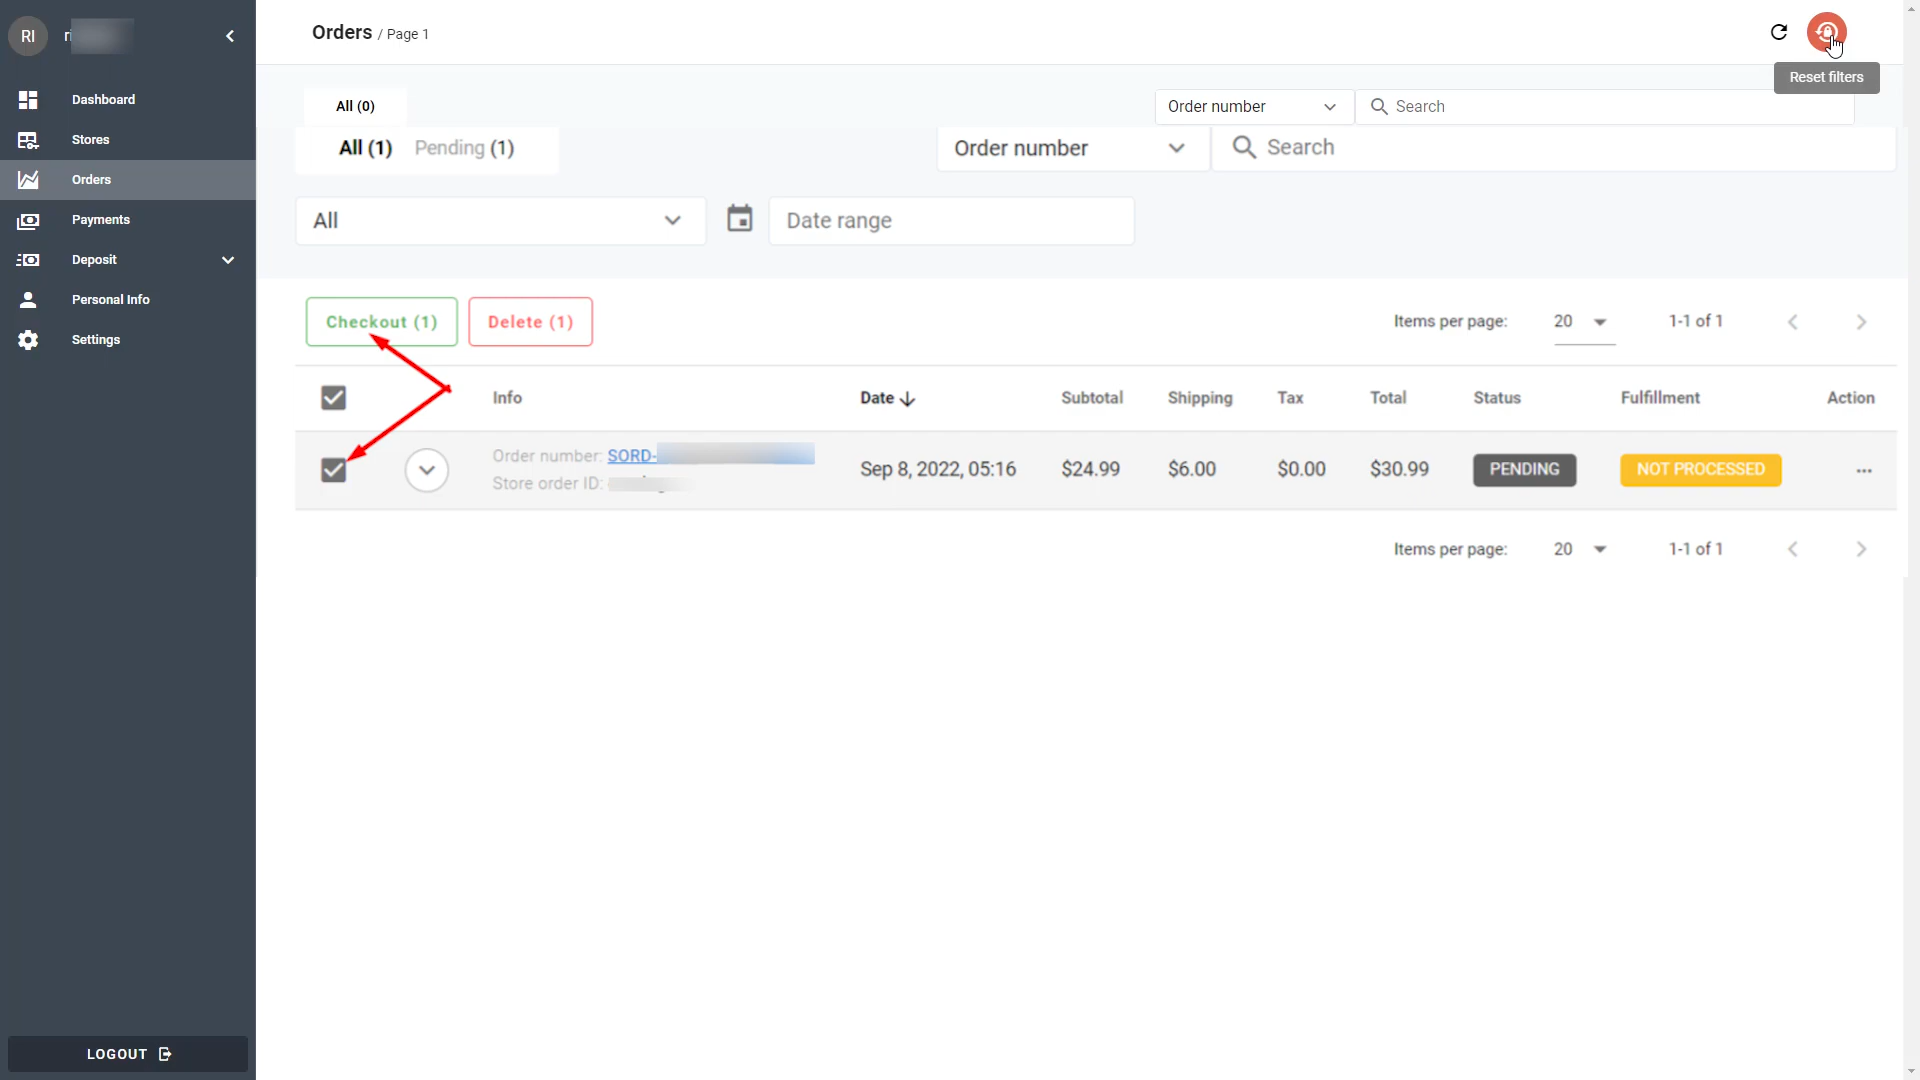 RI
Orders / Page 1
Reset filters
Dashboard
Stores
Orders
Payments
Deposit
Personal Info
Settings
LOGOUT
All (0)
Order number
Search
All (1) Pending (1)
Order number
Search
All
Date range
Checkout (1)
Delete (1)
Items per page: 20 1-1 of 1
Info Date Subtotal Shipping Tax Total Status Fulfillment Action
Order number: SORD-
Store order ID:
Sep 8, 2022, 05:16 $24.99 $6.00 $0.00 $30.99 PENDING NOT PROCESSED ...
Items per page: 20 1-1 of 1